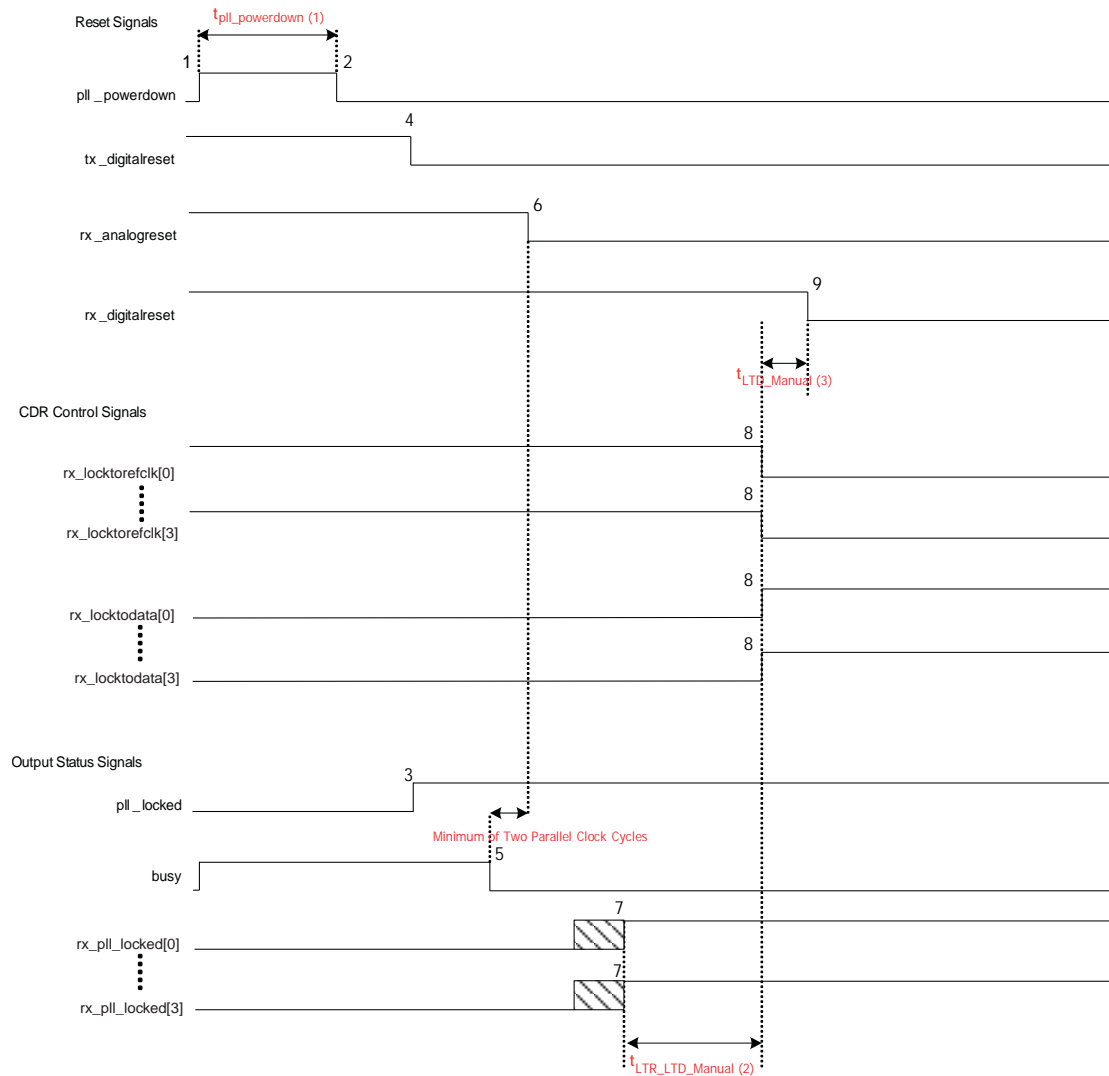 Reset Signals
tpll_powerdown (1)
1
2
pll _ powerdown
4
tx _digitalreset
6
rx _analogreset
9
rx _digitalreset
tLTD_Manual (3)
CDR Control Signals
8
rx_locktorefclk[0]
8
rx_locktorefclk[3]
8
rx_locktodata[0]
8
rx_locktodata[3]
Output Status Signals
3
pll _ locked
Minimum of Two Parallel Clock Cycles
5
busy
7
rx_pll_locked[0]
7
rx_pll_locked[3]
tLTR_LTD_Manual (2)